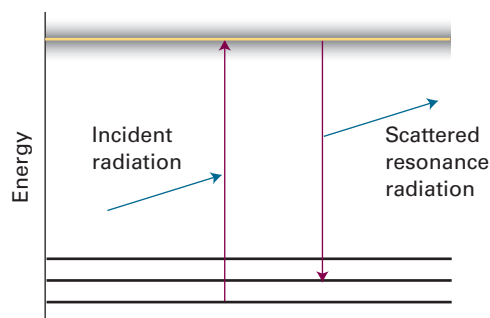 Energy
Incident
radiation
Scattered
resonance
radiation